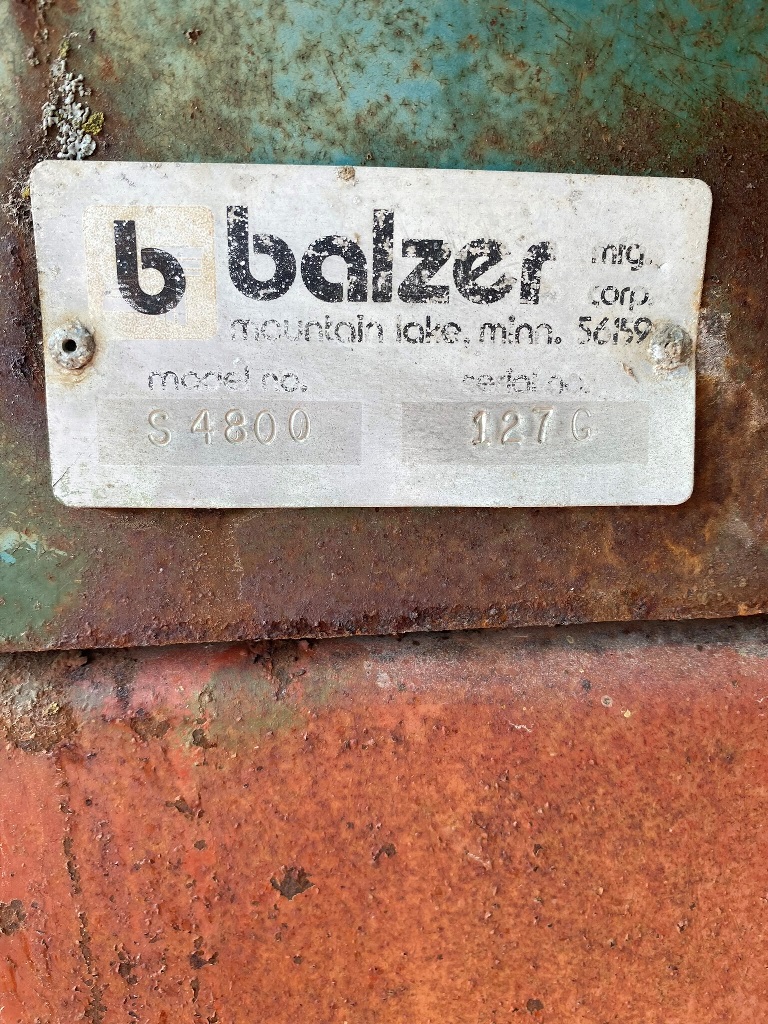 b balzer mfg.
corp.
mountain lake, minn. 56159
model no. serial no.
S 4800 127 G